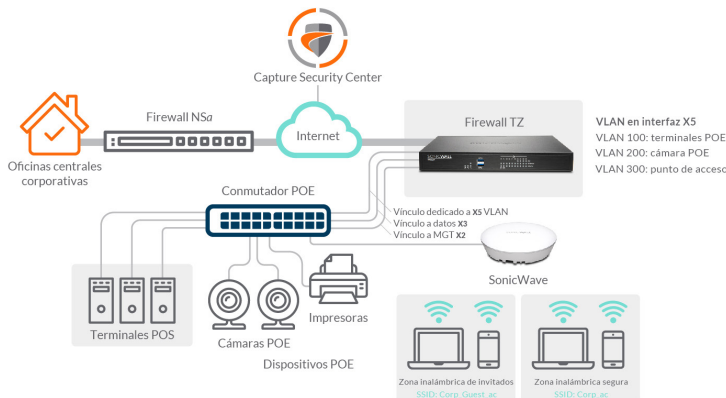 Capture Security Center
Firewall NSa
Internet
Firewall TZ
VLAN en interfaz X5
VLAN 100: terminales POE
VLAN 200: cámara POE
VLAN 300: punto de acceso
Oficinas centrales
corporativas
Conmutador POE
Vínculo dedicado a X5 VLAN
Vínculo a datos X3
Vínculo a MGT X2
SonicWave
Terminales POS
Cámaras POE
Impresoras
Dispositivos POE
Zona inalámbrica de invitados
SSID: Corp_Guest_ac
Zona inalámbrica segura
SSID: Corp_ac